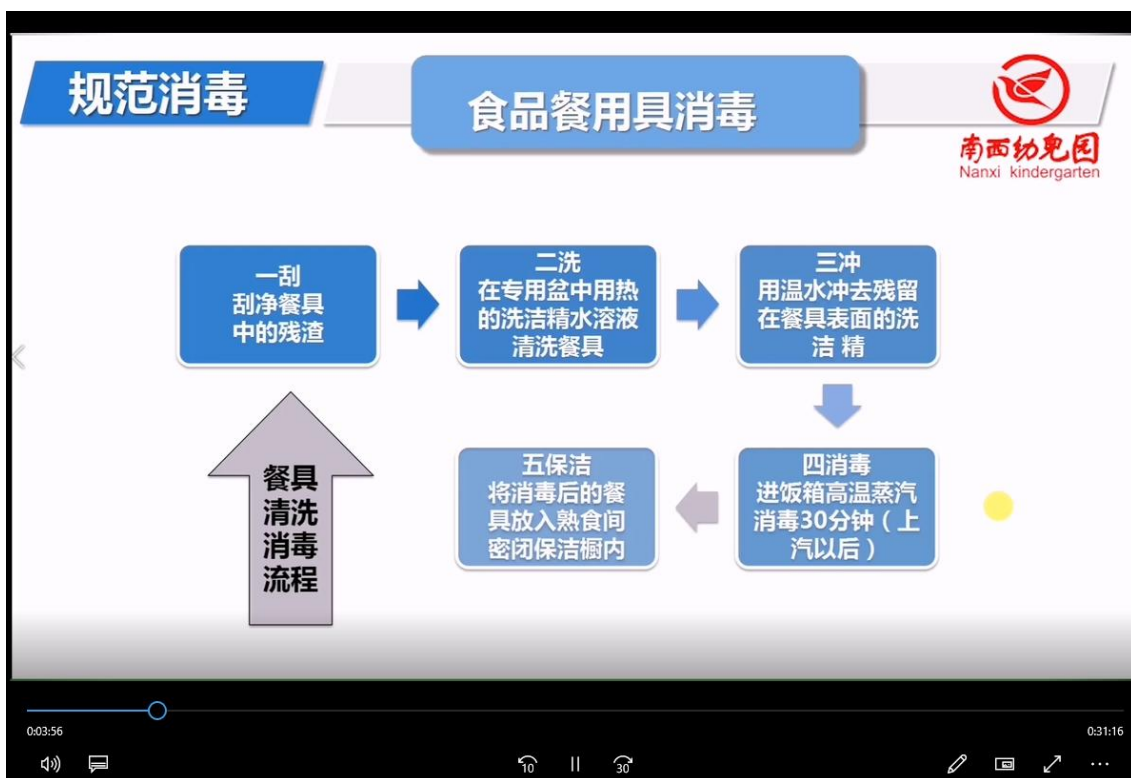 规范消毒
食品餐用具消毒
南西幼儿园
Nanxi kindergarten
一刮
刮净餐具
中的残渣
二洗
在专用盆中用热
的洗洁精水溶液
清洗餐具
三冲
用温水冲去残留
在餐具表面的洗
洁 精
四消毒
进饭箱高温蒸汽
消毒30分钟（上
汽以后）
五保洁
将消毒后的餐
具放入熟食间
密闭保洁橱内
餐具
清洗
消毒
流程
0:03:56
0:31:16
10
30